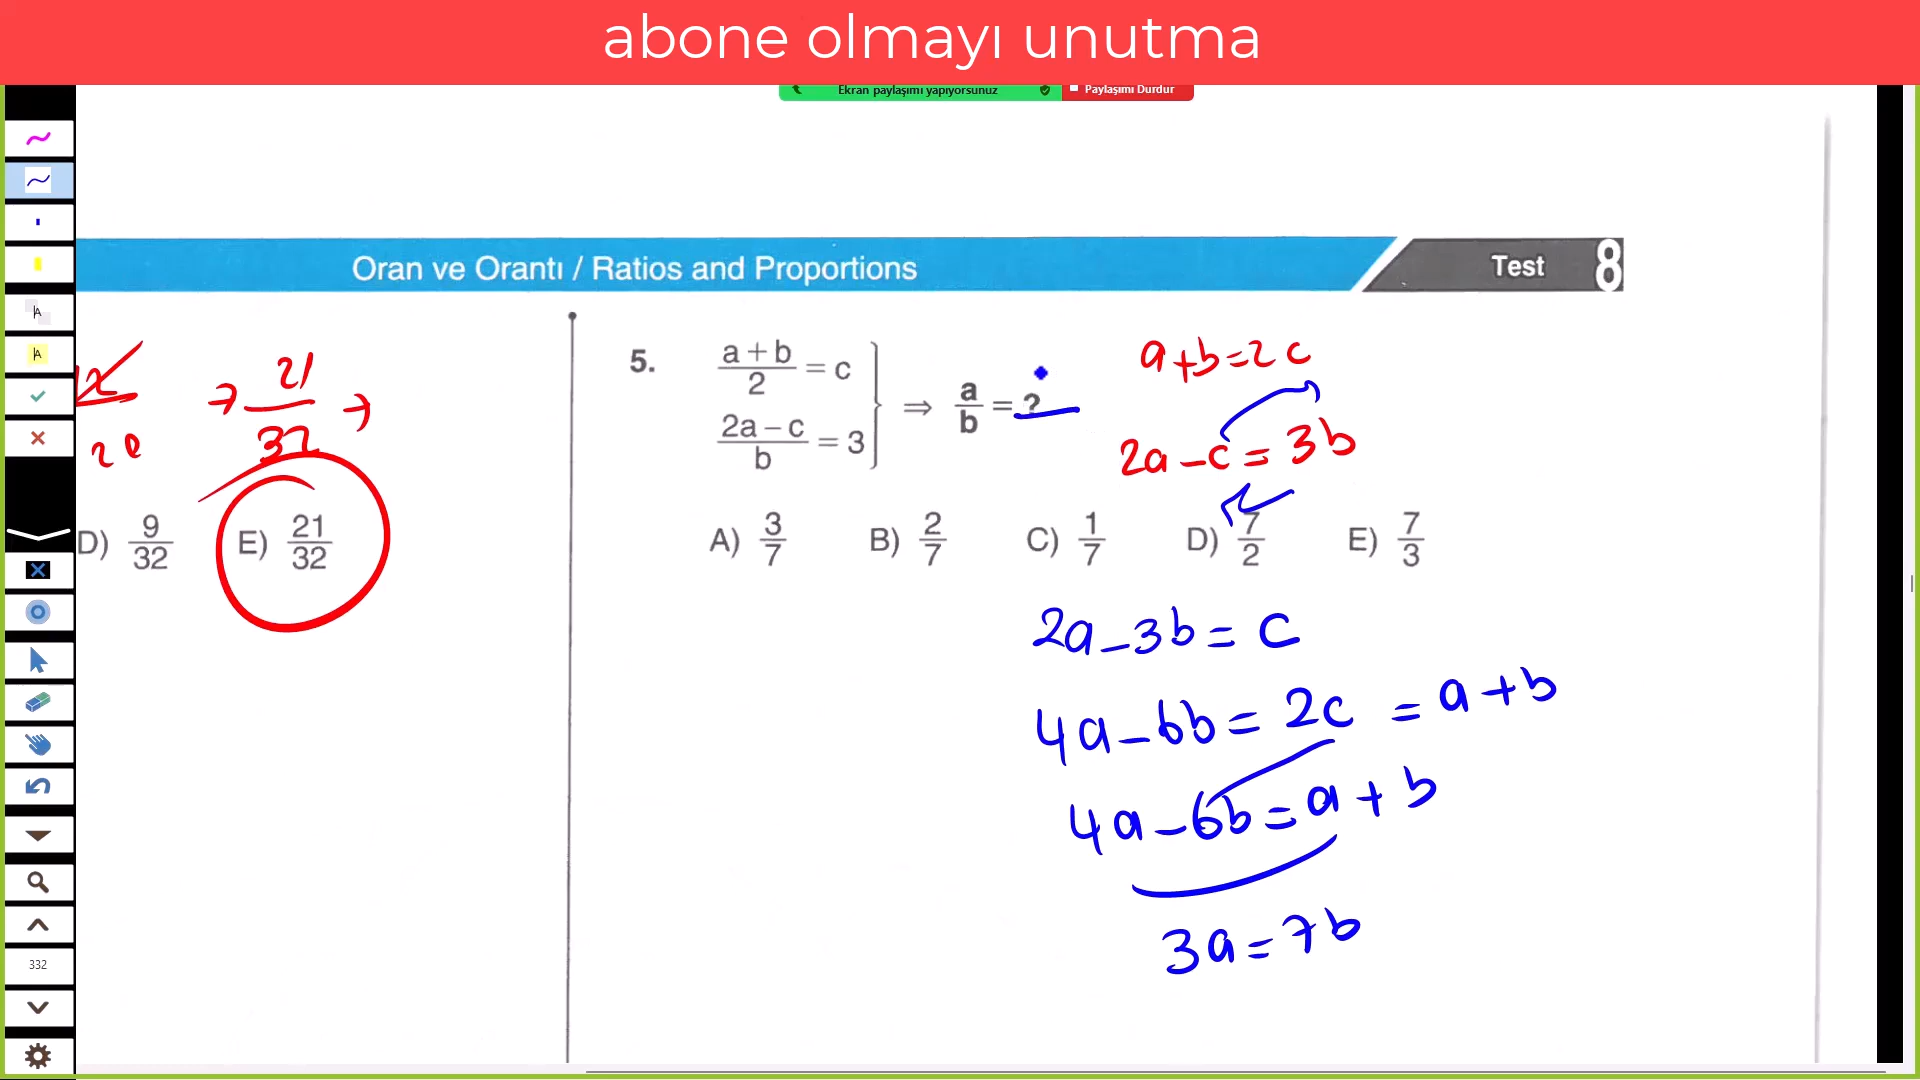 abone olmayı unutma
Ekran paylaşımı yapıyorsunuz
Paylaşımı Durdur
Oran ve Orantı / Ratios and Proportions
Test 8
21
32
20
D) 9/32
E) 21/32
5.
(a + b)/2 = c
(2a – c)/b = 3
⇒ a/b = ?
a+b=2c
2a-c=3b
A) 3/7
B) 2/7
C) 1/7
D) 7/2
E) 7/3
2a-3b=c
4a-6b=2c=a+b
4a-6b=a+b
3a=7b
332